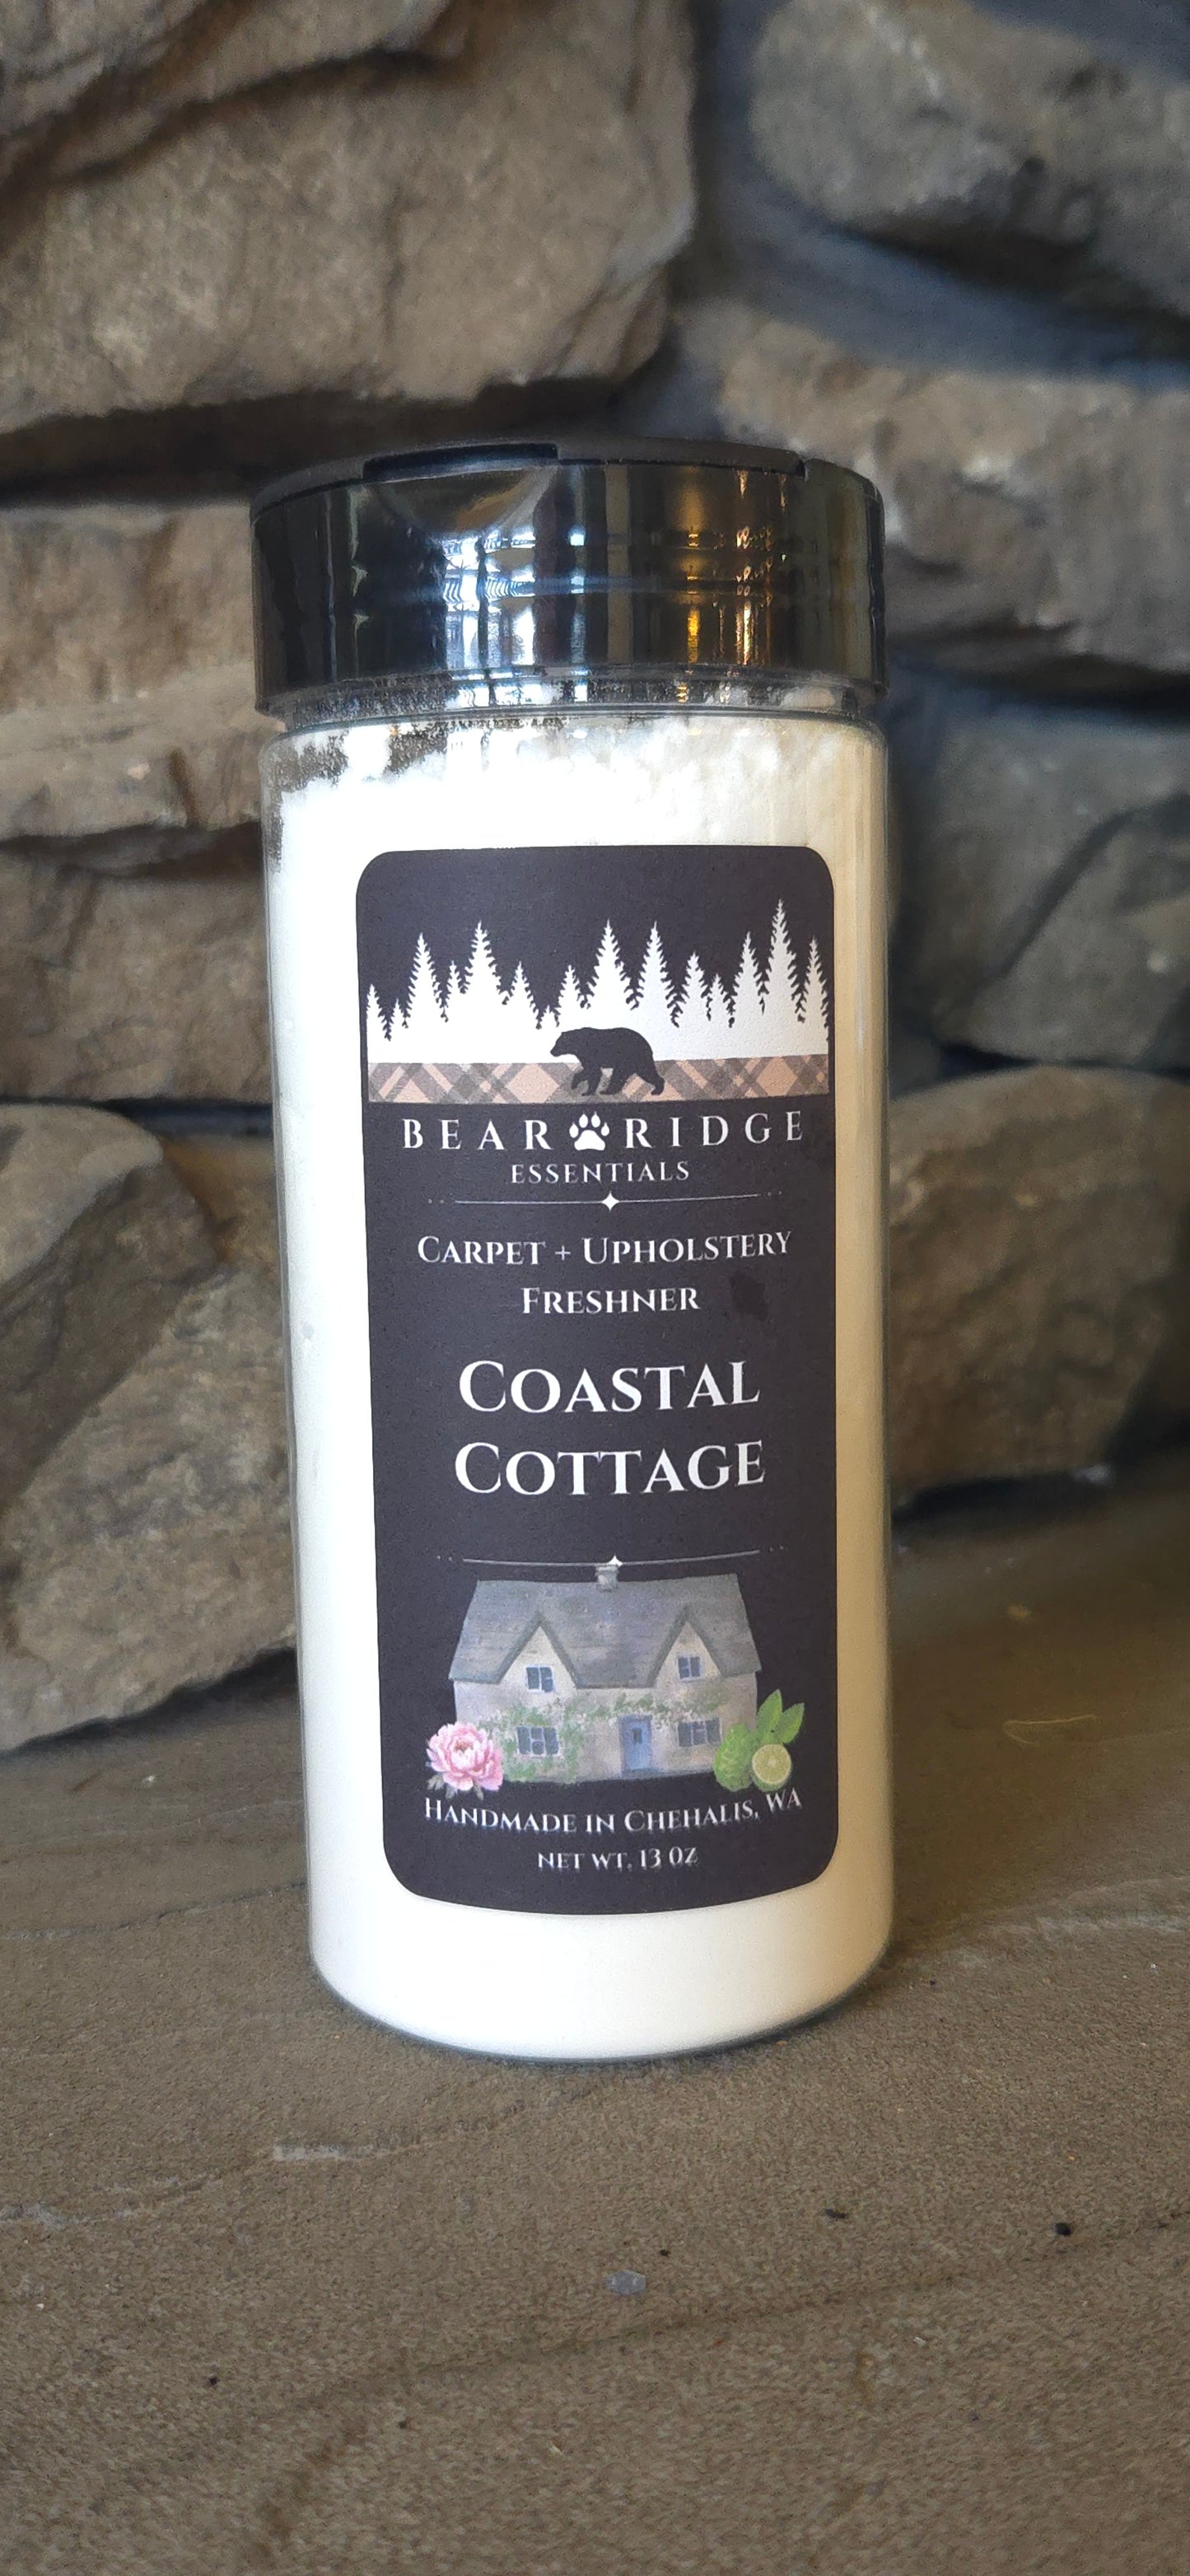 BEAR RIDGE
ESSENTIALS
CARPET + UPHOLSTERY
FRESHNER
COASTAL
COTTAGE
HANDMADE IN CHEHALIS, WA
NET WT. 13 OZ